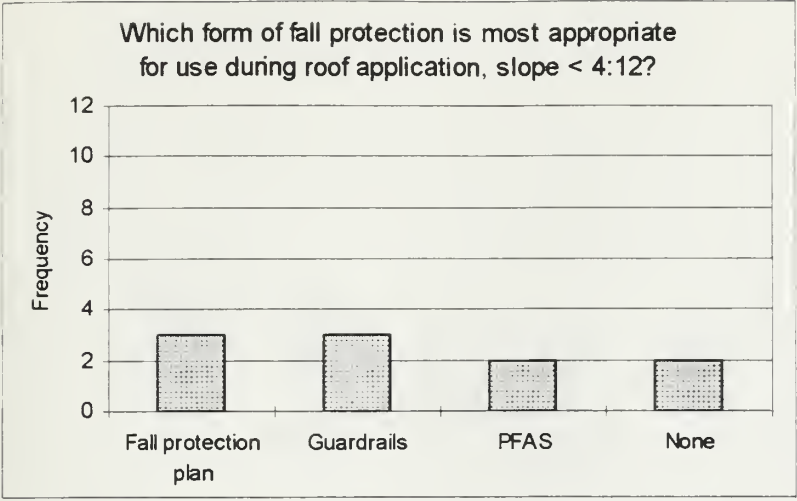 Which form of fall protection is most appropriate
for use during roof application, slope < 4:12?
12
10
8
6
4
2
0
Frequency
Fall protection
plan
Guardrails
PFAS
None